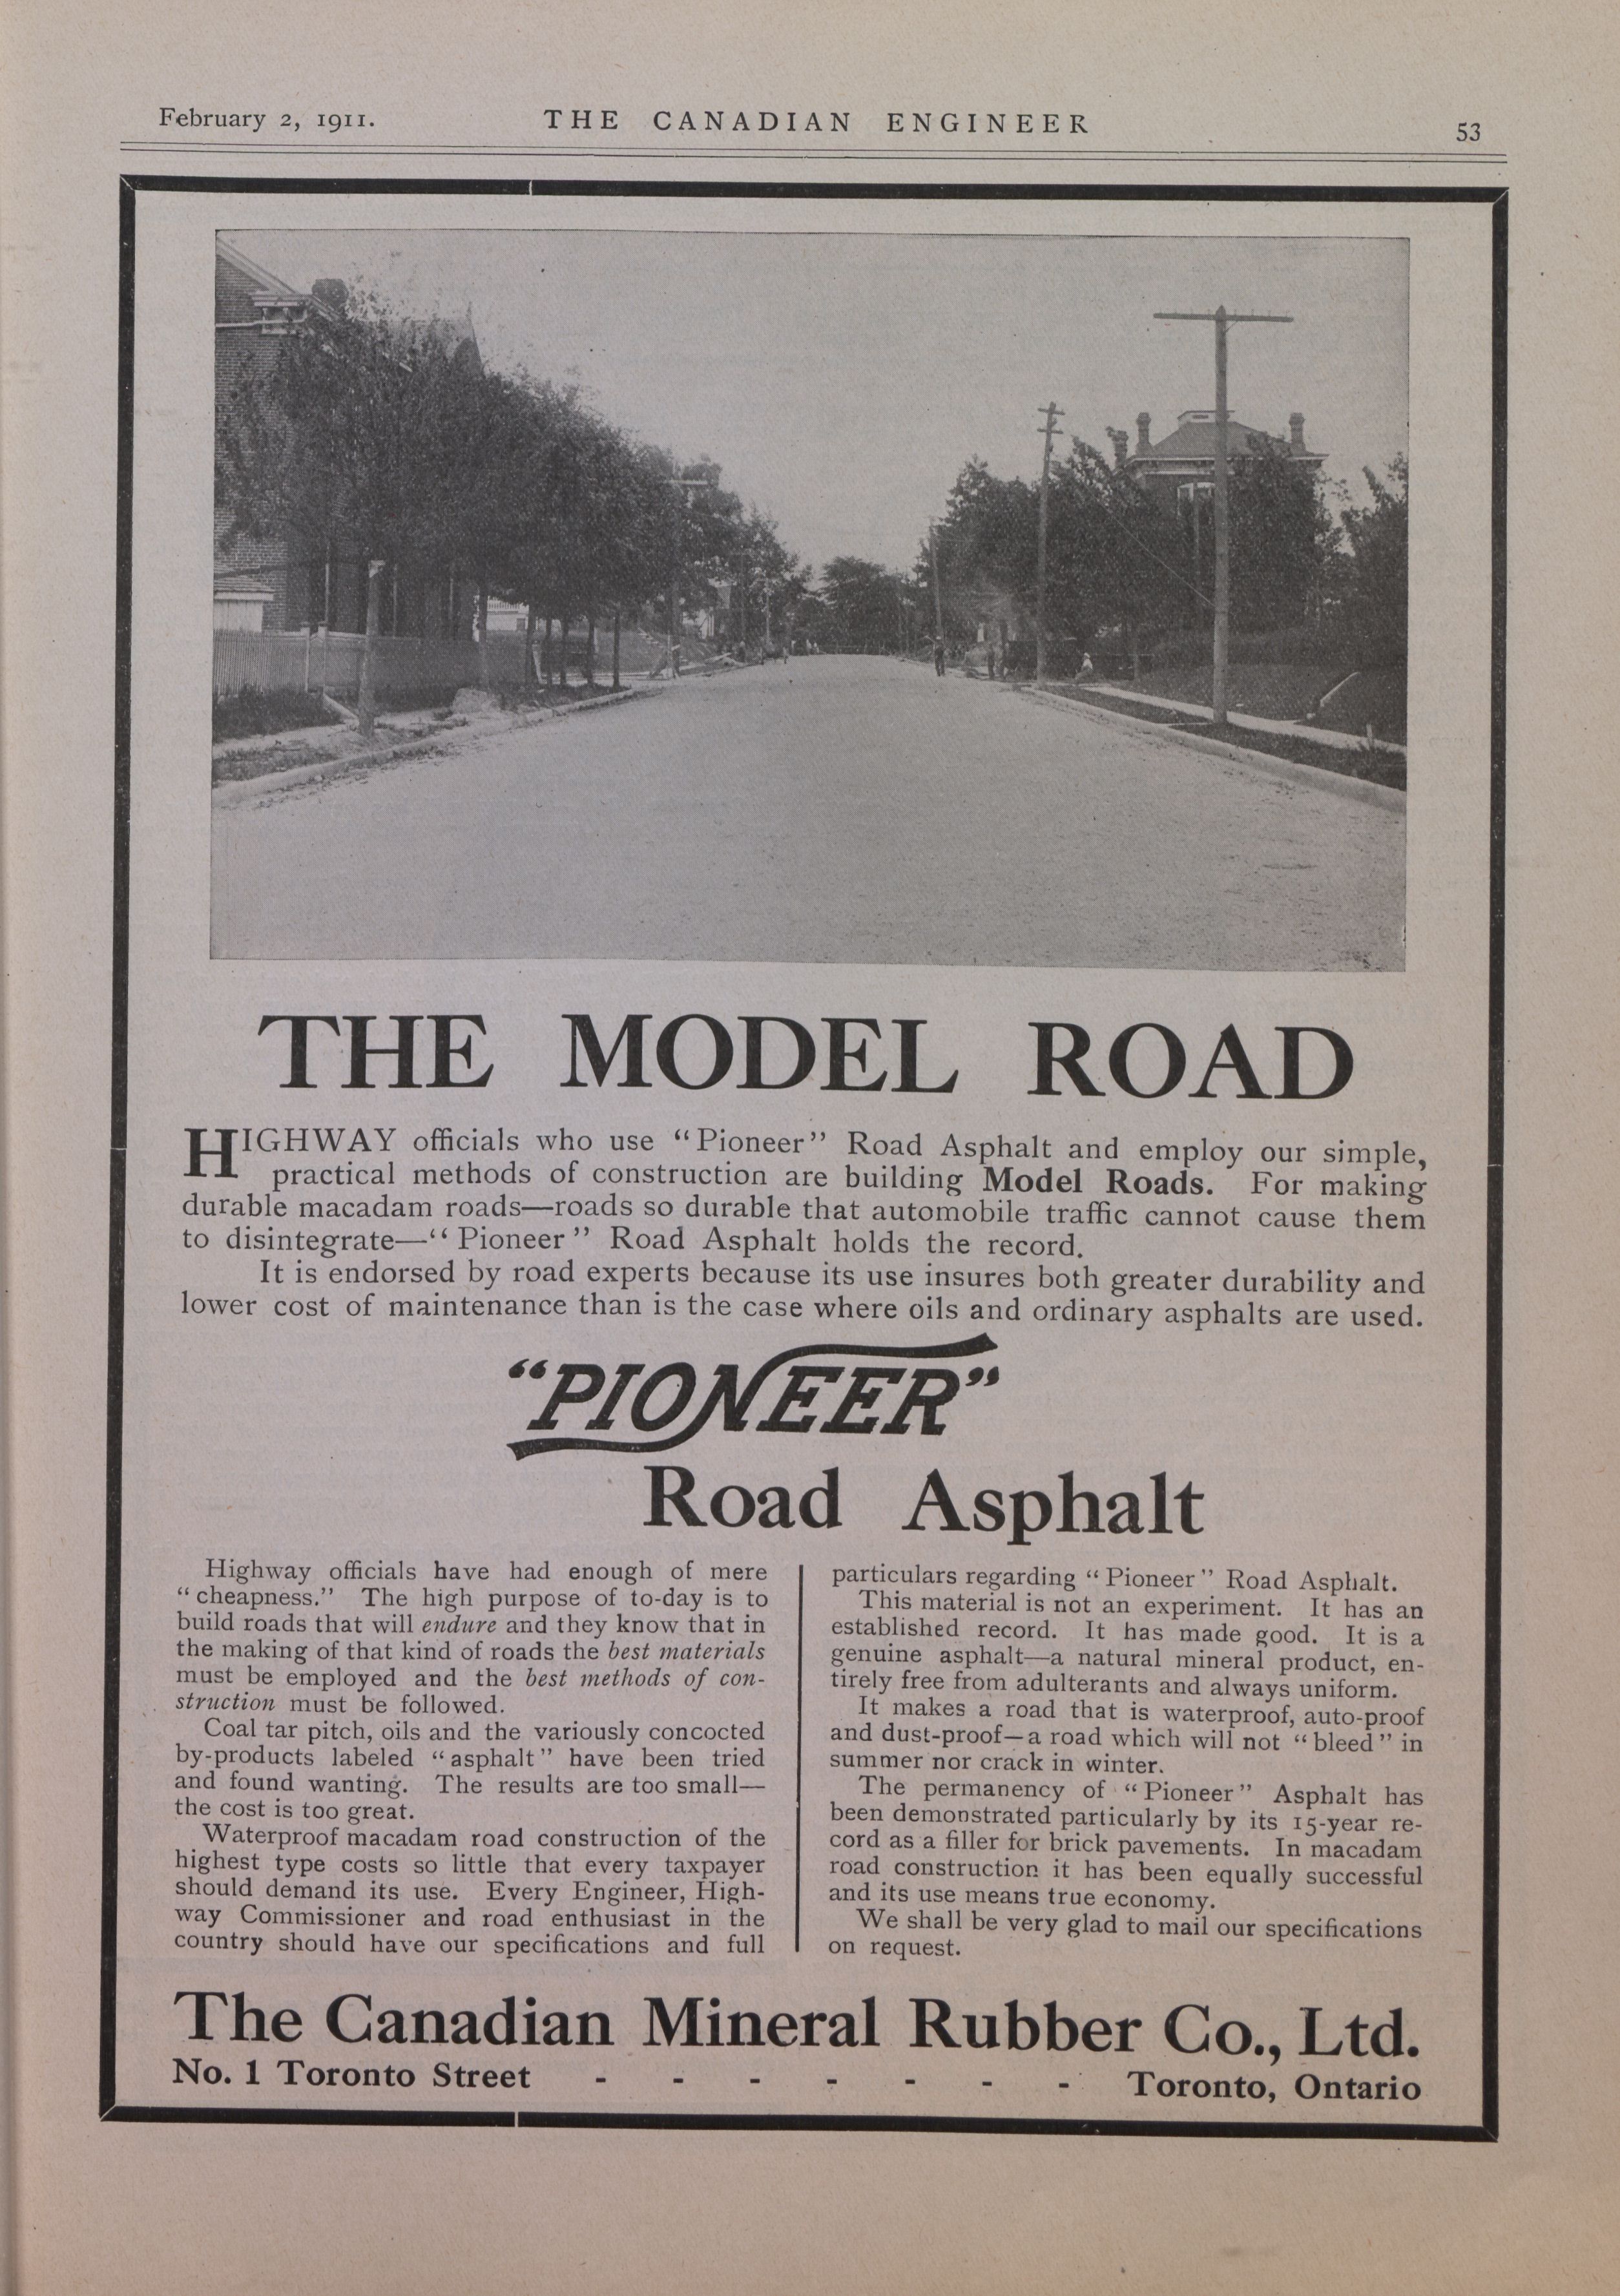 February 2, 1911.
THE CANADIAN ENGINEER
53
THE MODEL ROAD
HIGHWAY officials who use "Pioneer" Road Asphalt and employ our simple,
practical methods of construction are building Model Roads. For making
durable macadam roads—roads so durable that automobile traffic cannot cause them
to disintegrate—"Pioneer" Road Asphalt holds the record.
It is endorsed by road experts because its use insures both greater durability and
lower cost of maintenance than is the case where oils and ordinary asphalts are used.
"PIONEER"
Road Asphalt
Highway officials have had enough of mere
"cheapness." The high purpose of to-day is to
build roads that will endure and they know that in
the making of that kind of roads the best materials
must be employed and the best methods of con-
struction must be followed.
Coal tar pitch, oils and the variously concocted
by-products labeled "asphalt" have been tried
and found wanting. The results are too small—
the cost is too great.
Waterproof macadam road construction of the
highest type costs so little that every taxpayer
should demand its use. Every Engineer, High-
way Commissioner and road enthusiast in the
country should have our specifications and full
particulars regarding "Pioneer" Road Asphalt.
This material is not an experiment. It has an
established record. It has made good. It is a
genuine asphalt—a natural mineral product, en-
tirely free from adulterants and always uniform.
It makes a road that is waterproof, auto-proof
and dust-proof—a road which will not "bleed" in
summer nor crack in winter.
The permanency of "Pioneer" Asphalt has
been demonstrated particularly by its 15-year re-
cord as a filler for brick pavements. In macadam
road construction it has been equally successful
and its use means true economy.
We shall be very glad to mail our specifications
on request.
The Canadian Mineral Rubber Co., Ltd.
No. 1 Toronto Street - - - - - - - Toronto, Ontario